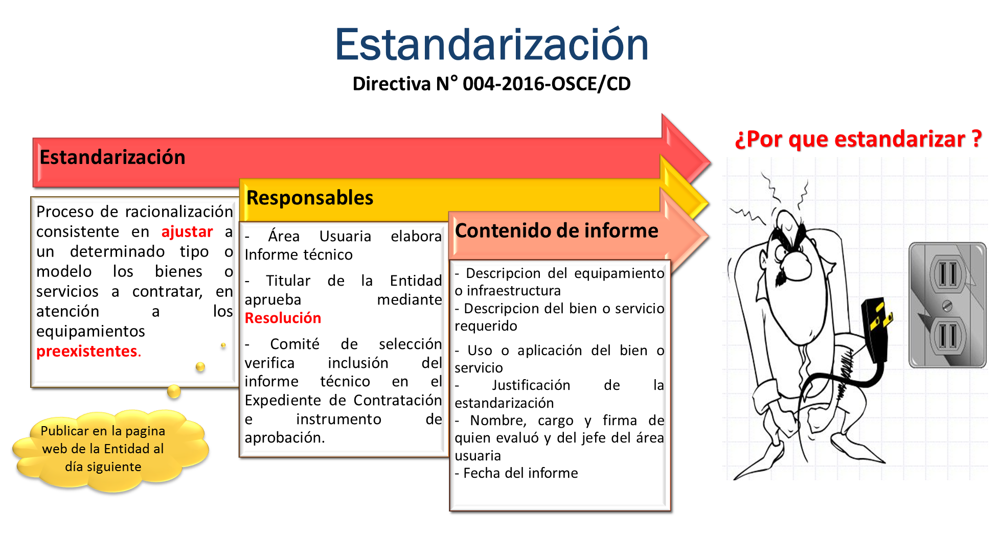 Estandarización
Directiva N° 004-2016-OSCE/CD
Estandarización
Proceso de racionalización
consistente en ajustar a
un determinado tipo o
modelo los bienes o
servicios a contratar, en
atención a los
equipamientos
preexistentes.
Publicar en la pagina
web de la Entidad al
día siguiente
Responsables
- Área Usuaria elabora
Informe técnico
- Titular de la Entidad
aprueba mediante
Resolución
- Comité de selección
verifica inclusión del
informe técnico en el
Expediente de Contratación
e instrumento de
aprobación.
Contenido de informe
- Descripcion del equipamiento
o infraestructura
- Descripcion del bien o servicio
requerido
- Uso o aplicación del bien o
servicio
- Justificación de la
estandarización
- Nombre, cargo y firma de
quien evaluó y del jefe del área
usuaria
- Fecha del informe
¿Por que estandarizar ?